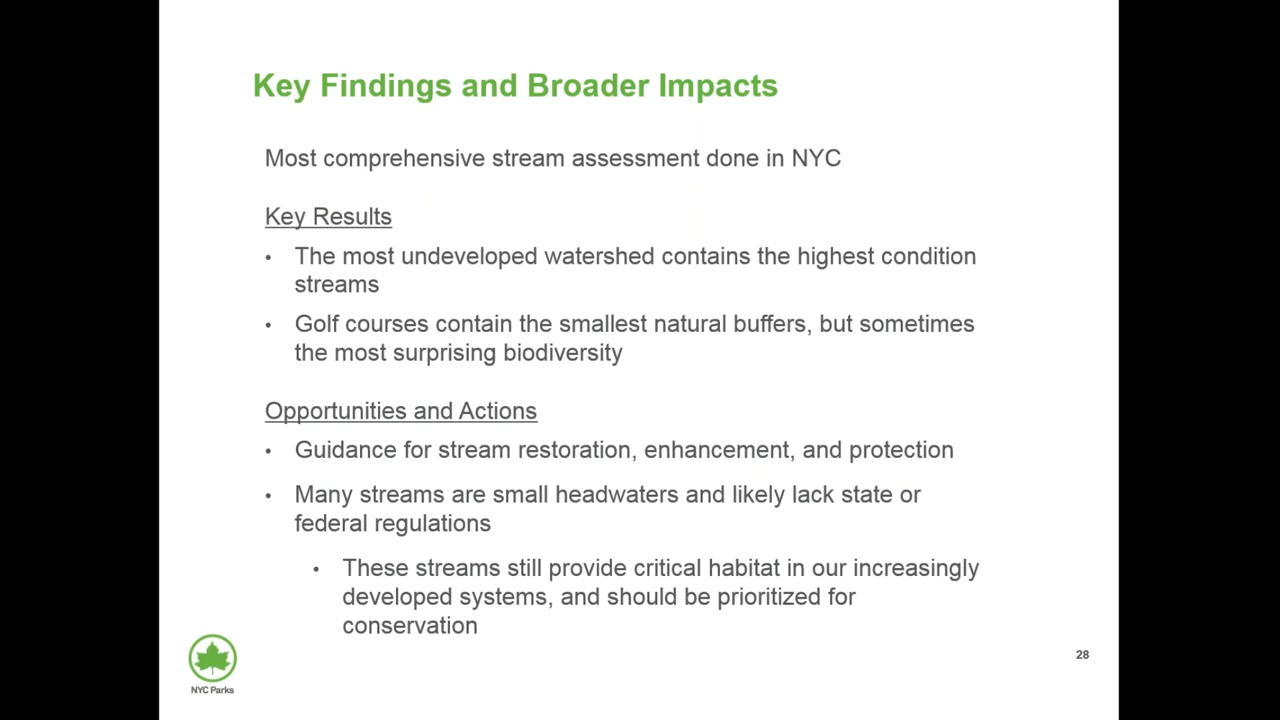 Key Findings and Broader Impacts
Most comprehensive stream assessment done in NYC
Key Results
• The most undeveloped watershed contains the highest condition
streams
• Golf courses contain the smallest natural buffers, but sometimes
the most surprising biodiversity
Opportunities and Actions
• Guidance for stream restoration, enhancement, and protection
• Many streams are small headwaters and likely lack state or
federal regulations
• These streams still provide critical habitat in our increasingly
developed systems, and should be prioritized for
conservation
NYC Parks
28